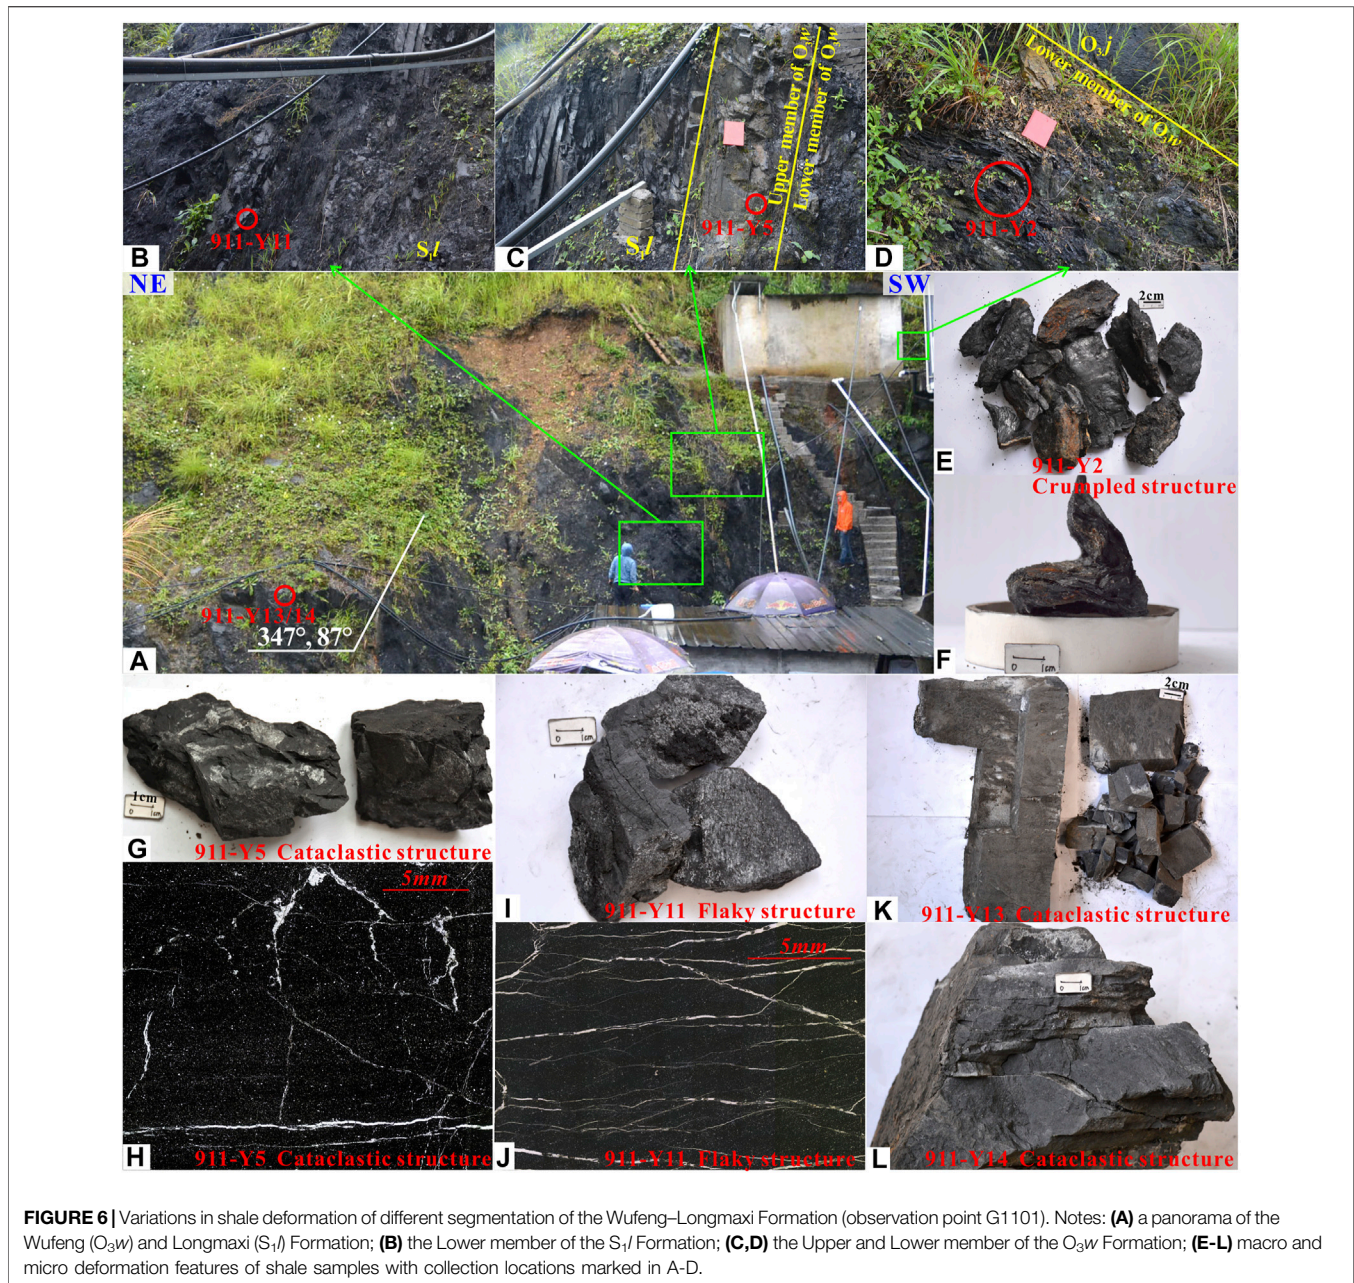 B
911-Y11
S₁l
C
S₁l
911-Y5
Upper member of O₃w
Lower member of O₃w
D
O₃j
Lower member of O₃w
911-Y2
NE
SW
911-Y13/14
347°, 87°
A
2cm
E
911-Y2
Crumpled structure
F
0 1cm
1cm
0 1cm
G
911-Y5 Cataclastic structure
5mm
H
911-Y5 Cataclastic structure
0 1cm
I
911-Y11 Flaky structure
5mm
J
911-Y11 Flaky structure
2cm
K
911-Y13 Cataclastic structure
0 1cm
L
911-Y14 Cataclastic structure
FIGURE 6 | Variations in shale deformation of different segmentation of the Wufeng–Longmaxi Formation (observation point G1101). Notes: (A) a panorama of the
Wufeng (O₃w) and Longmaxi (S₁l) Formation; (B) the Lower member of the S₁l Formation; (C,D) the Upper and Lower member of the O₃w Formation; (E-L) macro and
micro deformation features of shale samples with collection locations marked in A-D.